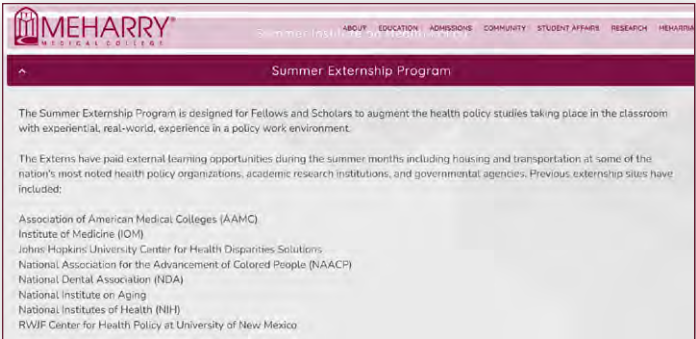 MEHARRY®
MEDICAL COLLEGE
ABOUT EDUCATION ADMISSIONS COMMUNITY STUDENT AFFAIRS RESEARCH
Summer Institute on
Summer Externship Program
The Summer Externship Program is designed for Fellows and Scholars to augment the health policy studies taking place in the classroom
with experiential, real-world, experience in a policy work environment.
The Externs have paid external learning opportunities during the summer months including housing and transportation at some of the
nation's most noted health policy organizations, academic research institutions, and governmental agencies. Previous externship sites have
included:
Association of American Medical Colleges (AAMC)
Institute of Medicine (IOM)
Johns Hopkins University Center for Health Disparities Solutions
National Association for the Advancement of Colored People (NAACP)
National Dental Association (NDA)
National Institute on Aging
National Institutes of Health (NIH)
RWJF Center for Health Policy at University of New Mexico